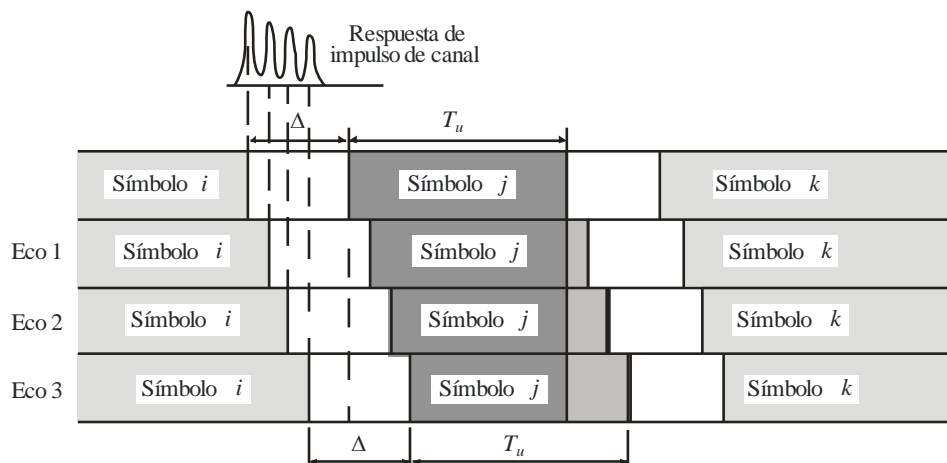 Respuesta de
impulso de canal
Δ
T_u
Símbolo i
Símbolo j
Símbolo k
Eco 1
Símbolo i
Símbolo j
Símbolo k
Eco 2
Símbolo i
Símbolo j
Símbolo k
Eco 3
Símbolo i
Símbolo j
Símbolo k
Δ
T_u